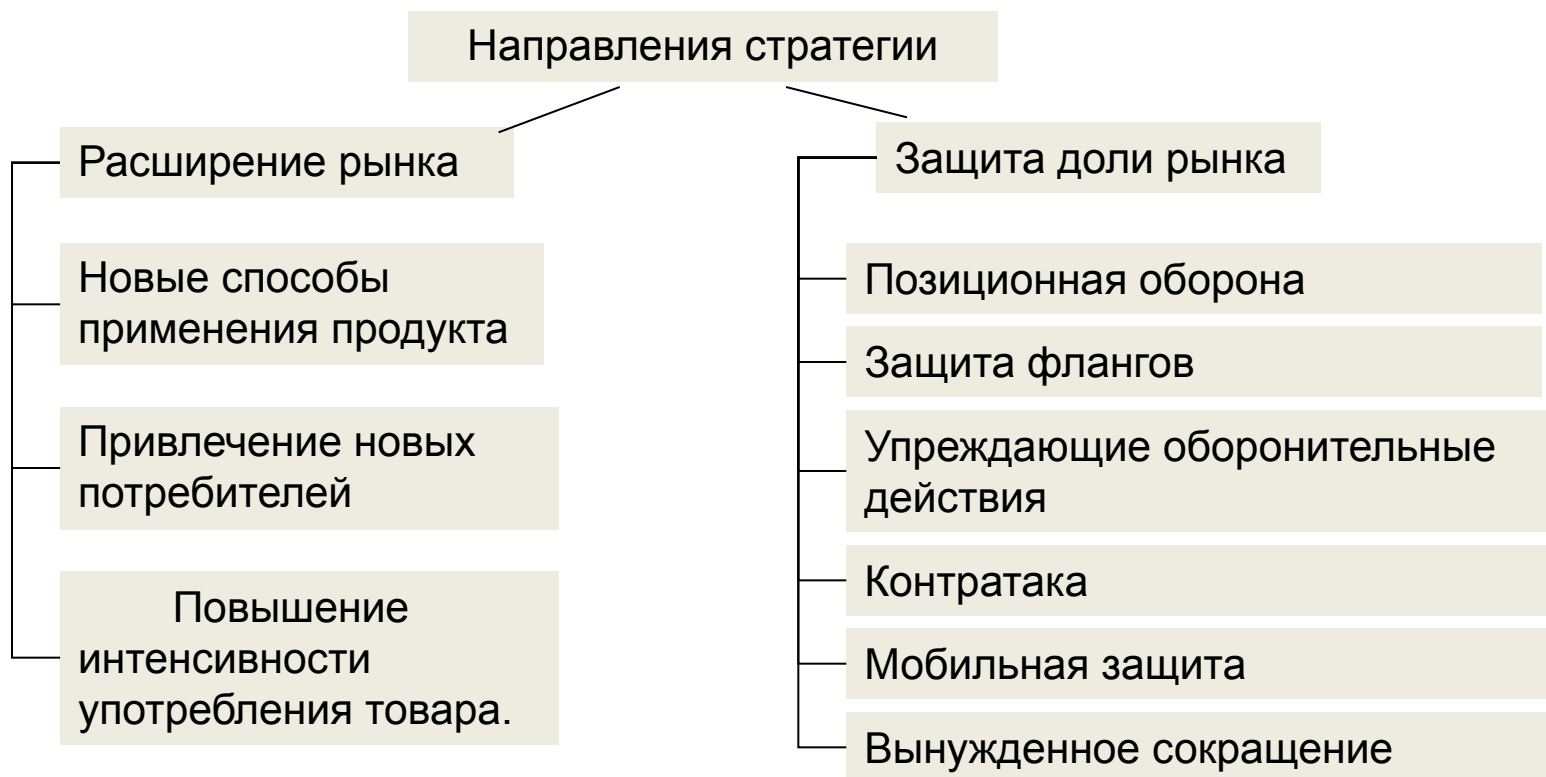 Направления стратегии
Расширение рынка
Новые способы
применения продукта
Привлечение новых
потребителей
Повышение
интенсивности
употребления товара.
Защита доли рынка
Позиционная оборона
Защита флангов
Упреждающие оборонительные
действия
Контратака
Мобильная защита
Вынужденное сокращение